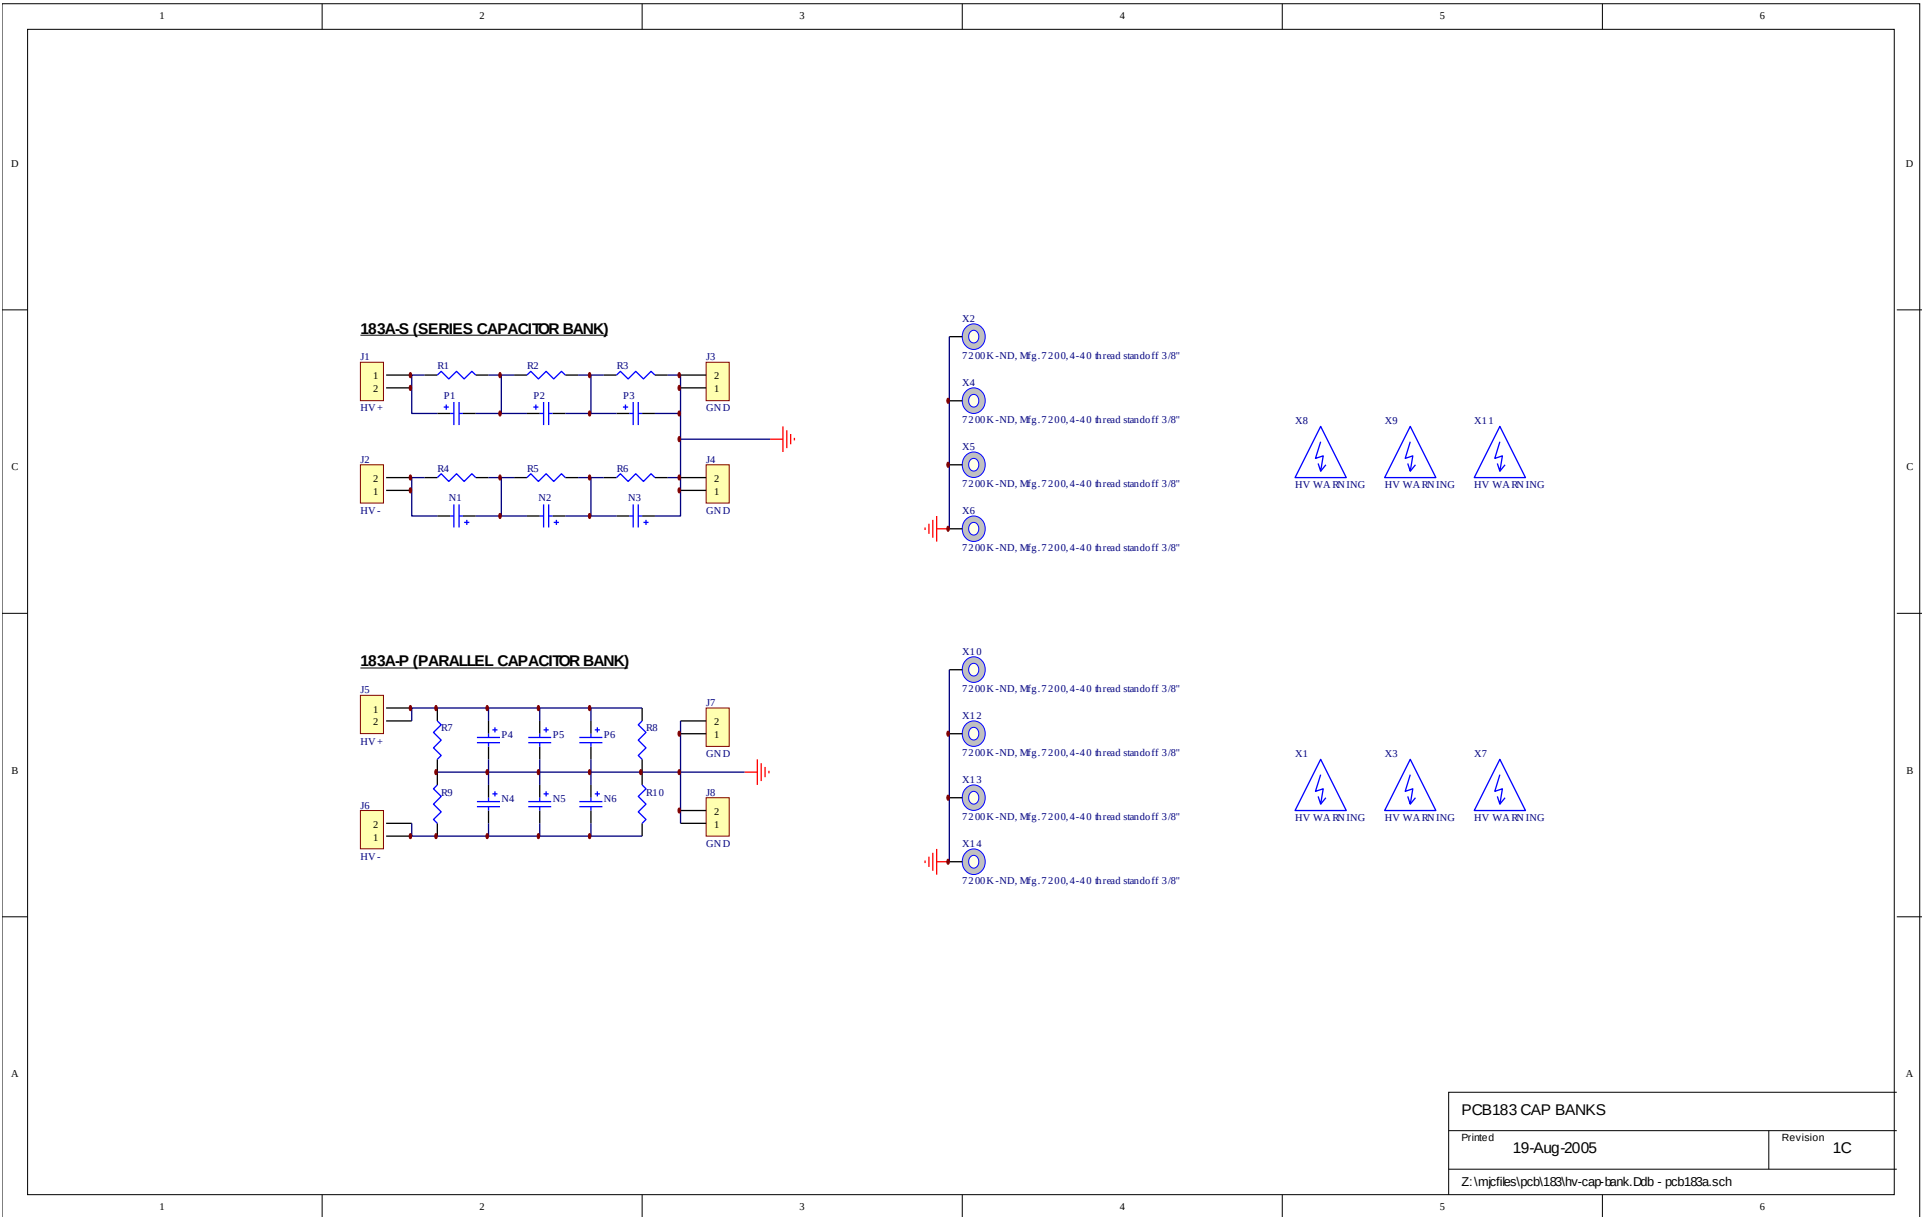 1 2 3 4 5 6
D D
183A-S (SERIES CAPACITOR BANK)
J1 R1 R2 R3 J3
1 2
2 1
P1 P2 P3
+ + +
HV+ GND
J2 R4 R5 R6 J4
2 2
1 1
N1 N2 N3
+ + +
HV- GND
X2
7200K-ND, Mfg. 7200, 4-40 thread standoff 3/8"
X4
7200K-ND, Mfg. 7200, 4-40 thread standoff 3/8"
X5
7200K-ND, Mfg. 7200, 4-40 thread standoff 3/8"
X6
7200K-ND, Mfg. 7200, 4-40 thread standoff 3/8"
X8 X9 X11
HV WARNING HV WARNING HV WARNING
C C
183A-P (PARALLEL CAPACITOR BANK)
J5 J7
1 2
2 1
R7 P4 P5 P6 R8
+ + +
HV+ GND
R9 N4 N5 N6 R10
+ + +
J6 J8
2 2
1 1
HV- GND
X10
7200K-ND, Mfg. 7200, 4-40 thread standoff 3/8"
X12
7200K-ND, Mfg. 7200, 4-40 thread standoff 3/8"
X13
7200K-ND, Mfg. 7200, 4-40 thread standoff 3/8"
X14
7200K-ND, Mfg. 7200, 4-40 thread standoff 3/8"
X1 X3 X7
HV WARNING HV WARNING HV WARNING
B B
A A
PCB183 CAP BANKS
Printed 19-Aug-2005 Revision 1C
Z:\mjcfiles\pcb\183\hv-cap-bank.Ddb - pcb183a.sch
1 2 3 4 5 6